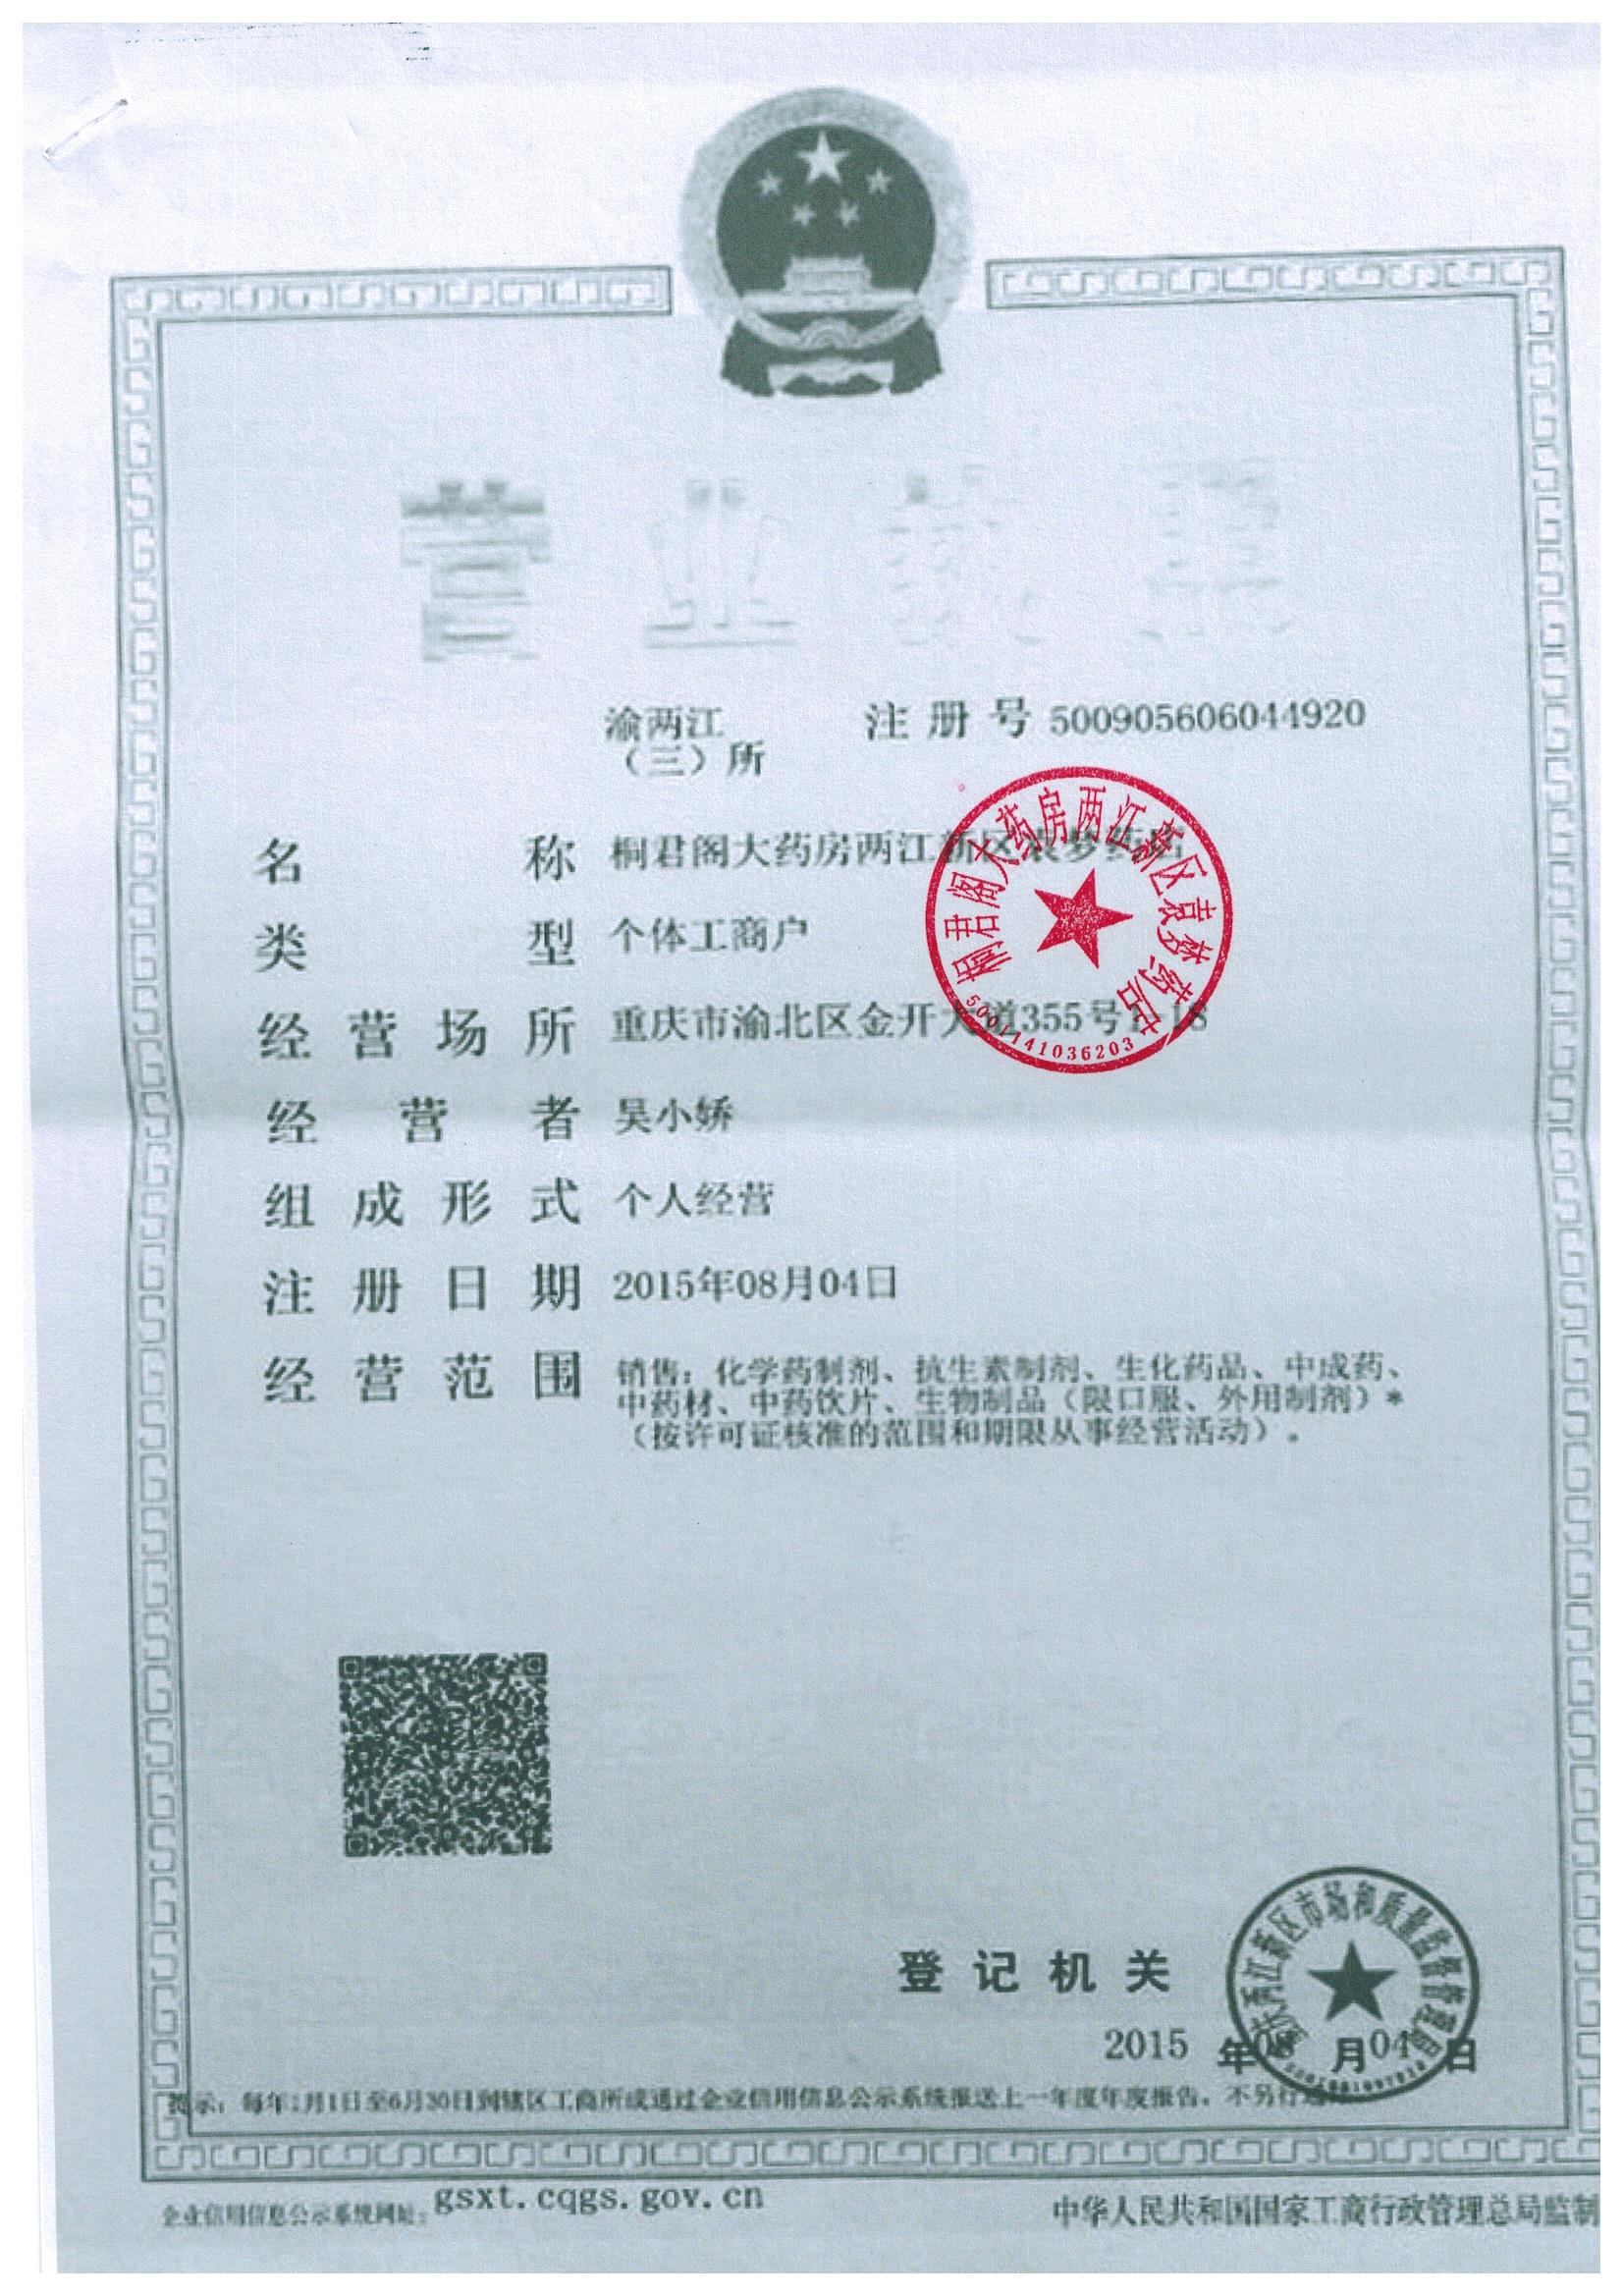 营业执照
渝两江
（三）所
注册号 500905606044920
名称 桐君阁大药房两江新区袁梦药店
类型 个体工商户
经营场所 重庆市渝北区金开大道355号1-18
经营者 吴小娇
组成形式 个人经营
注册日期 2015年08月04日
经营范围 销售：化学药制剂、抗生素制剂、生化药品、中成药、
中药材、中药饮片、生物制品（限口服、外用制剂）*
（按许可证核准的范围和期限从事经营活动）。
桐君阁大药房两江新区袁梦药店
5001141036203
登记机关
两江新区市场和质量监督管理局
2015 年08月04日
提示：每年1月1日至6月30日到辖区工商所或通过企业信用信息公示系统报送上一年度年度报告，不另行
企业信用信息公示系统网址：gsxt.cqgs.gov.cn
中华人民共和国国家工商行政管理总局监制